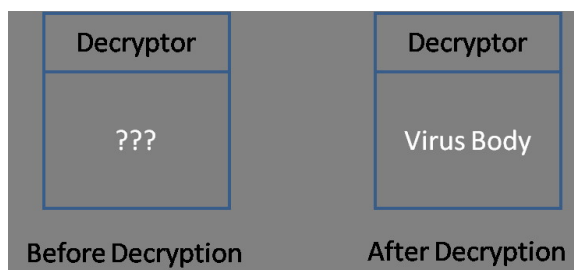 Decryptor
???
Before Decryption
Decryptor
Virus Body
After Decryption